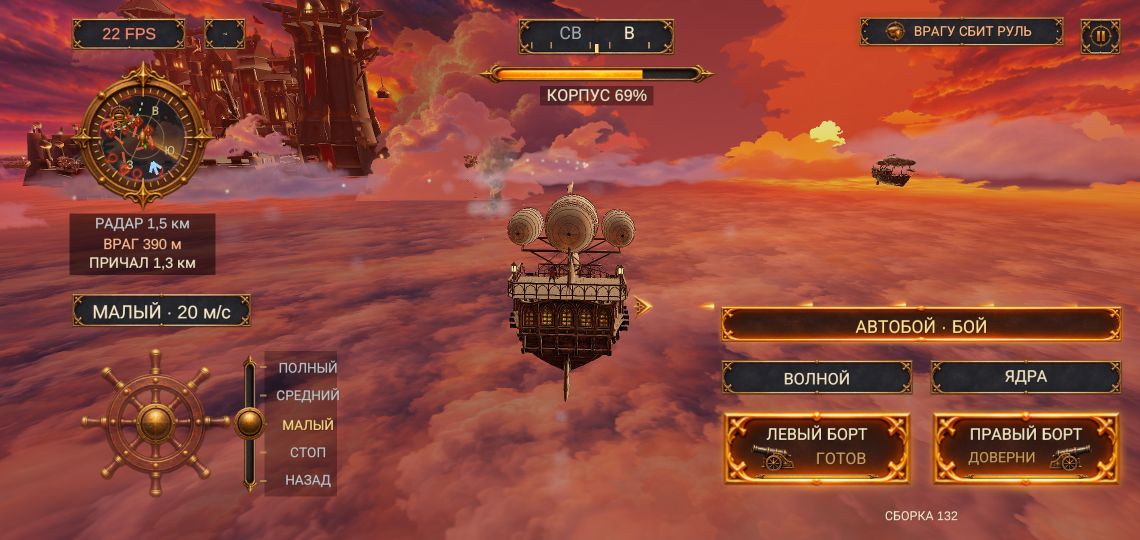 22 FPS
СВ В
ВРАГУ СБИТ РУЛЬ
КОРПУС 69%
В
Ю
З
РАДАР 1,5 км
ВРАГ 390 м
ПРИЧАЛ 1,3 км
МАЛЫЙ · 20 м/с
ПОЛНЫЙ
СРЕДНИЙ
МАЛЫЙ
СТОП
НАЗАД
АВТОБОЙ · БОЙ
ВОЛНОЙ
ЯДРА
ЛЕВЫЙ БОРТ
ГОТОВ
ПРАВЫЙ БОРТ
ДОВЕРНИ
СБОРКА 132